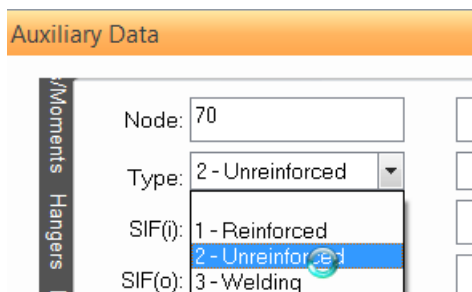 Auxiliary Data
/Moments
Hangers
Node: 70
Type: 2 - Unreinforced
SIF(i): 1 - Reinforced
2 - Unreinforced
SIF(o): 3 - Welding